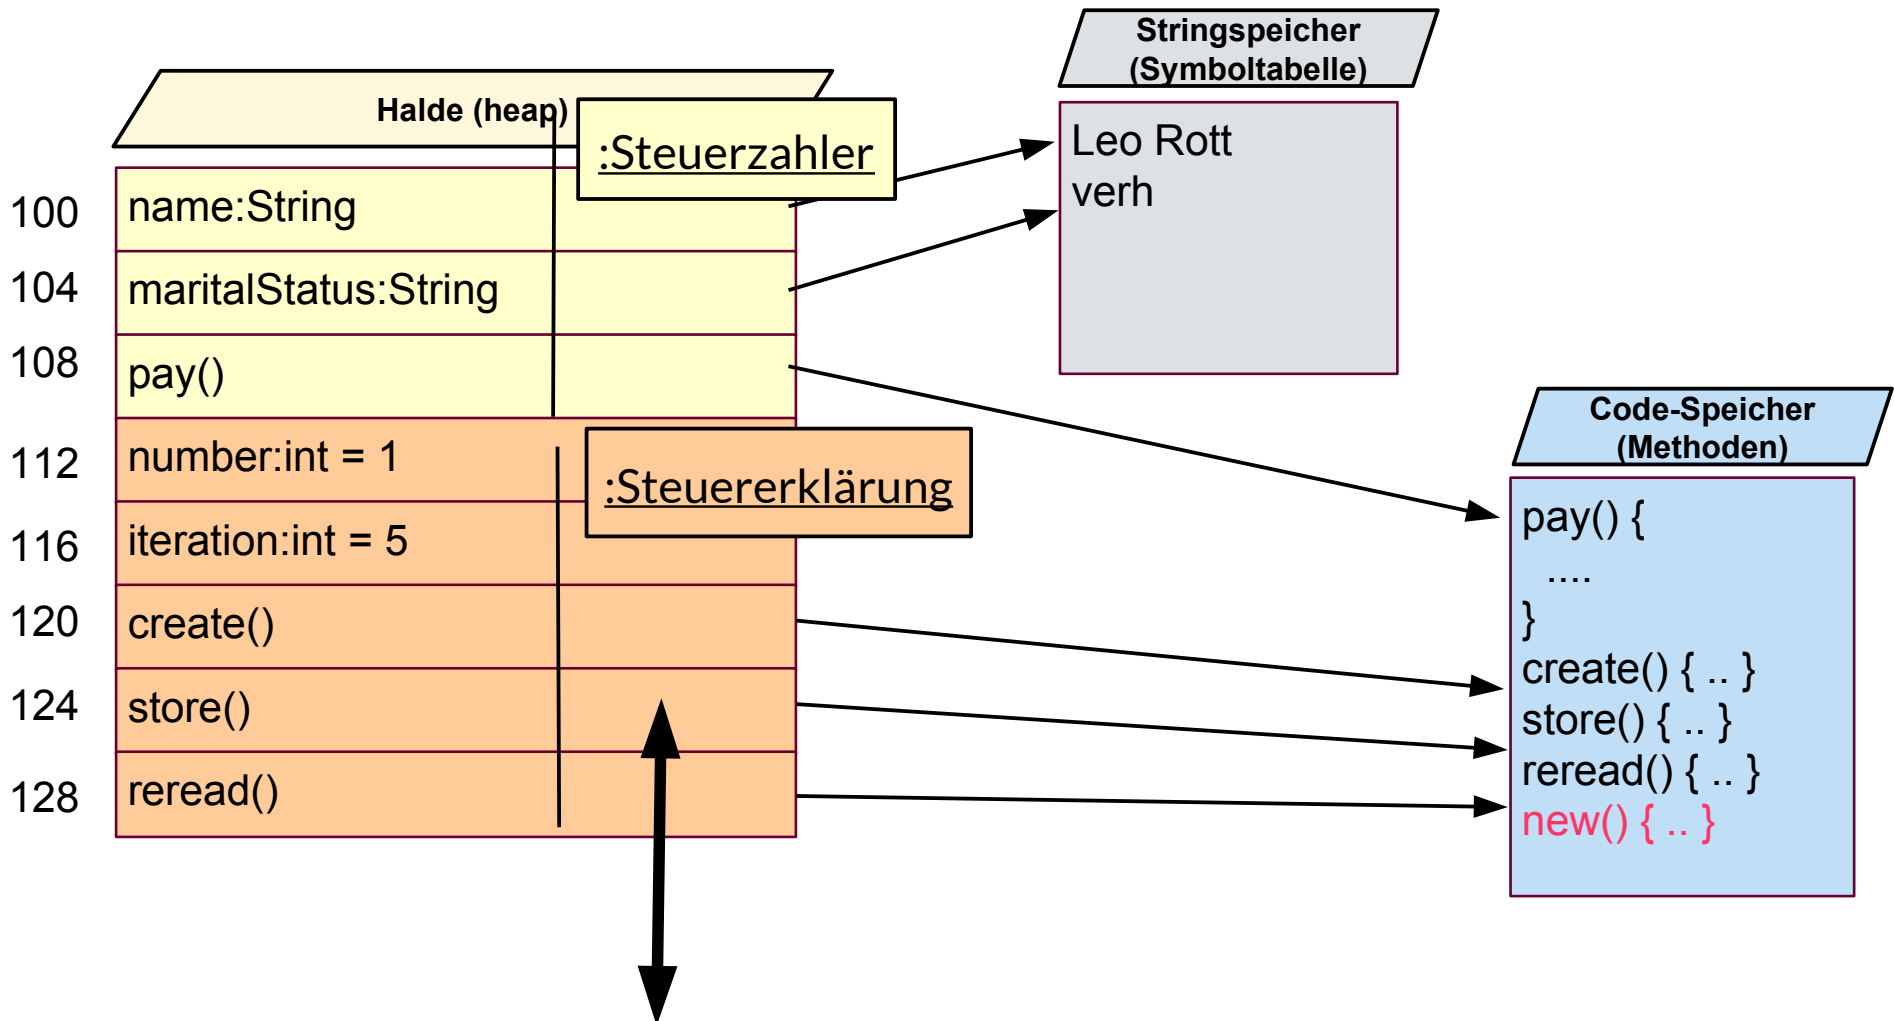 Halde (heap)
:Steuerzahler
100 name:String
104 maritalStatus:String
108 pay()
:Steuererklärung
112 number:int = 1
116 iteration:int = 5
120 create()
124 store()
128 reread()
Stringspeicher
(Symboltabelle)
Leo Rott
verh
Code-Speicher
(Methoden)
pay() {
....
}
create() { .. }
store() { .. }
reread() { .. }
new() { .. }